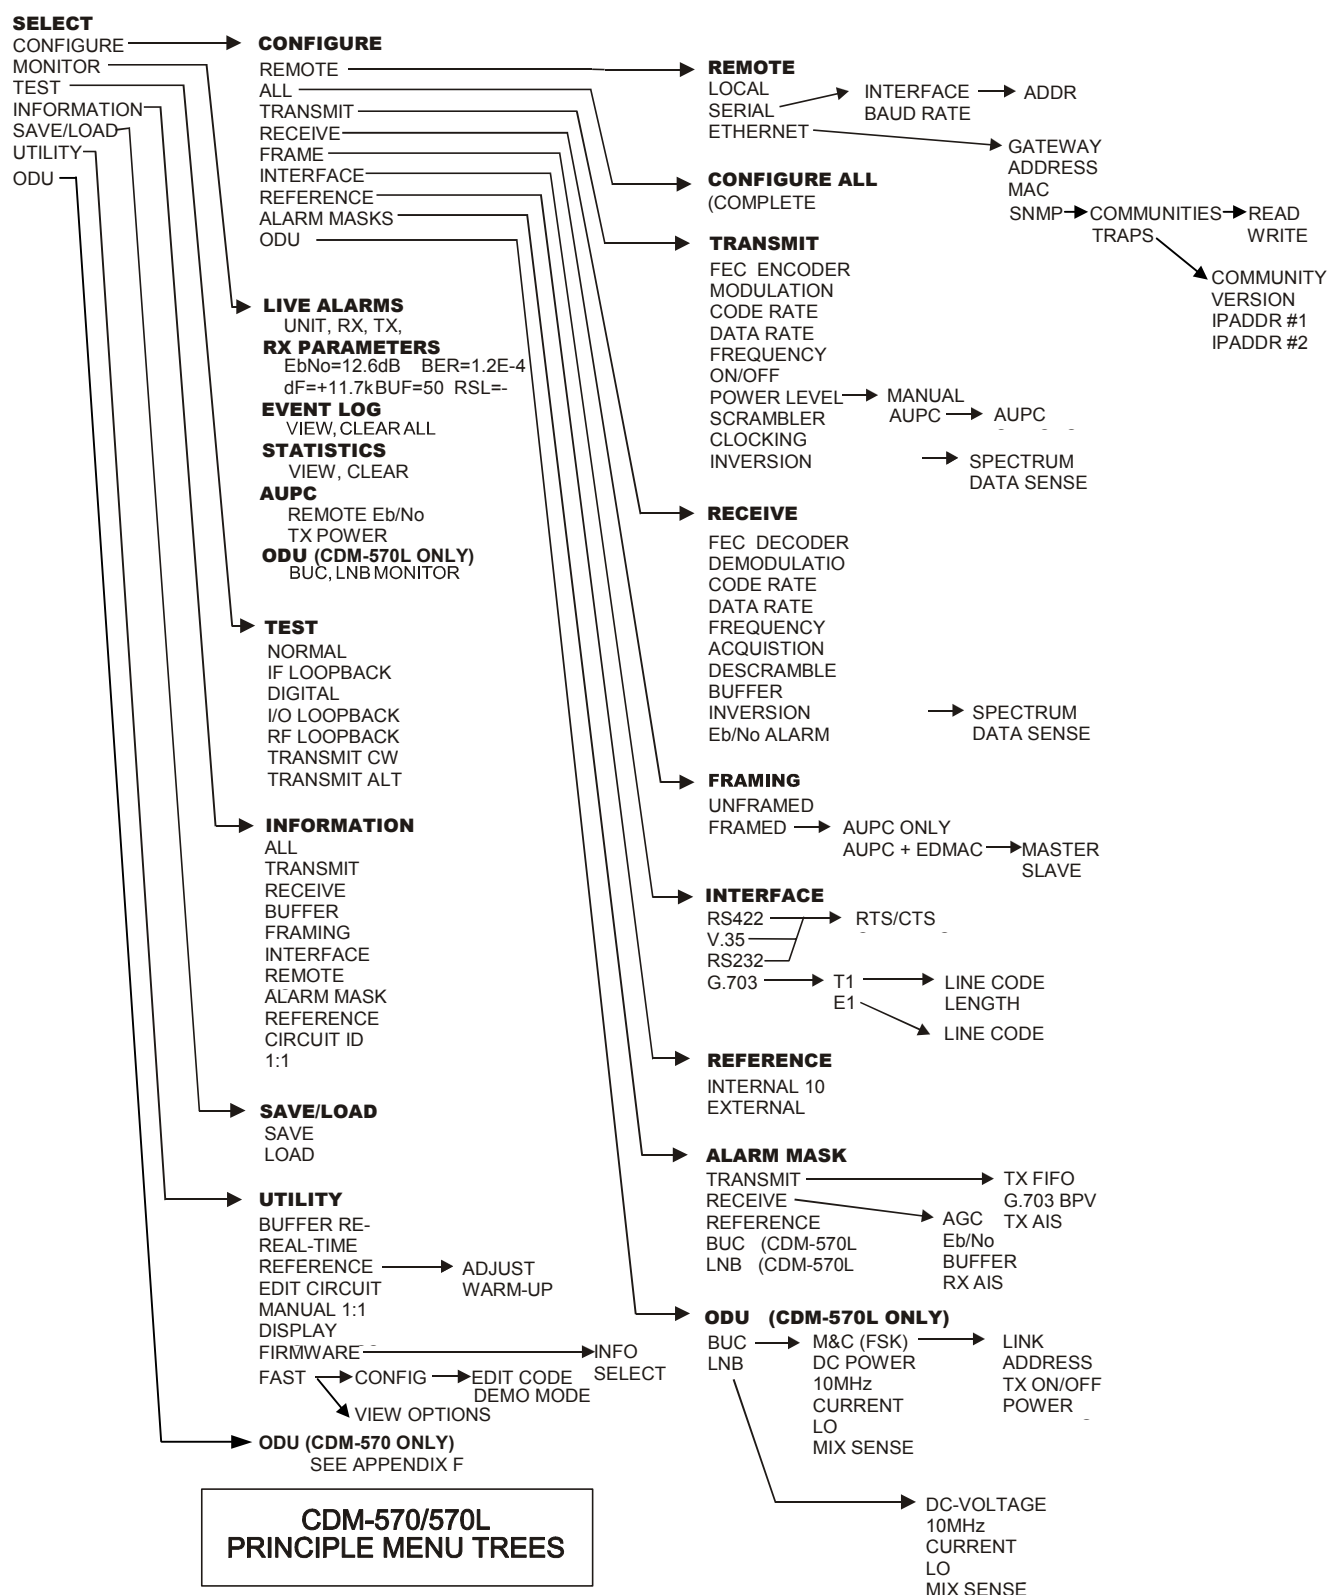 SELECT
CONFIGURE
MONITOR
TEST
INFORMATION
SAVE/LOAD
UTILITY
ODU
CONFIGURE
REMOTE
ALL
TRANSMIT
RECEIVE
FRAME
INTERFACE
REFERENCE
ALARM MASKS
ODU
LIVE ALARMS
UNIT, RX, TX,
RX PARAMETERS
EbNo=12.6dB BER=1.2E-4
dF=+11.7kBUF=50 RSL=-
EVENT LOG
VIEW, CLEAR ALL
STATISTICS
VIEW, CLEAR
AUPC
REMOTE Eb/No
TX POWER
ODU (CDM-570L ONLY)
BUC, LNB MONITOR
TEST
NORMAL
IF LOOPBACK
DIGITAL
I/O LOOPBACK
RF LOOPBACK
TRANSMIT CW
TRANSMIT ALT
INFORMATION
ALL
TRANSMIT
RECEIVE
BUFFER
FRAMING
INTERFACE
REMOTE
ALARM MASK
REFERENCE
CIRCUIT ID
1:1
SAVE/LOAD
SAVE
LOAD
UTILITY
BUFFER RE-
REAL-TIME
REFERENCE
ADJUST
WARM-UP
EDIT CIRCUIT
MANUAL 1:1
DISPLAY
FIRMWARE
INFO
SELECT
FAST
CONFIG
EDIT CODE
DEMO MODE
VIEW OPTIONS
ODU (CDM-570 ONLY)
SEE APPENDIX F
CDM-570/570L
PRINCIPLE MENU TREES
REMOTE
LOCAL
SERIAL
ETHERNET
INTERFACE
BAUD RATE
ADDR
GATEWAY
ADDRESS
MAC
SNMP
COMMUNITIES
TRAPS
READ
WRITE
COMMUNITY
VERSION
IPADDR #1
IPADDR #2
CONFIGURE ALL
(COMPLETE
TRANSMIT
FEC ENCODER
MODULATION
CODE RATE
DATA RATE
FREQUENCY
ON/OFF
POWER LEVEL
MANUAL
AUPC
AUPC
SCRAMBLER
CLOCKING
INVERSION
SPECTRUM
DATA SENSE
RECEIVE
FEC DECODER
DEMODULATIO
CODE RATE
DATA RATE
FREQUENCY
ACQUISTION
DESCRAMBLE
BUFFER
INVERSION
SPECTRUM
DATA SENSE
Eb/No ALARM
FRAMING
UNFRAMED
FRAMED
AUPC ONLY
AUPC + EDMAC
MASTER
SLAVE
INTERFACE
RS422
V.35
RS232
RTS/CTS
G.703
T1
E1
LINE CODE
LENGTH
LINE CODE
REFERENCE
INTERNAL 10
EXTERNAL
ALARM MASK
TRANSMIT
RECEIVE
REFERENCE
BUC (CDM-570L
LNB (CDM-570L
TX FIFO
G.703 BPV
TX AIS
AGC
Eb/No
BUFFER
RX AIS
ODU (CDM-570L ONLY)
BUC
LNB
M&C (FSK)
DC POWER
10MHz
CURRENT
LO
MIX SENSE
LINK
ADDRESS
TX ON/OFF
POWER
DC-VOLTAGE
10MHz
CURRENT
LO
MIX SENSE